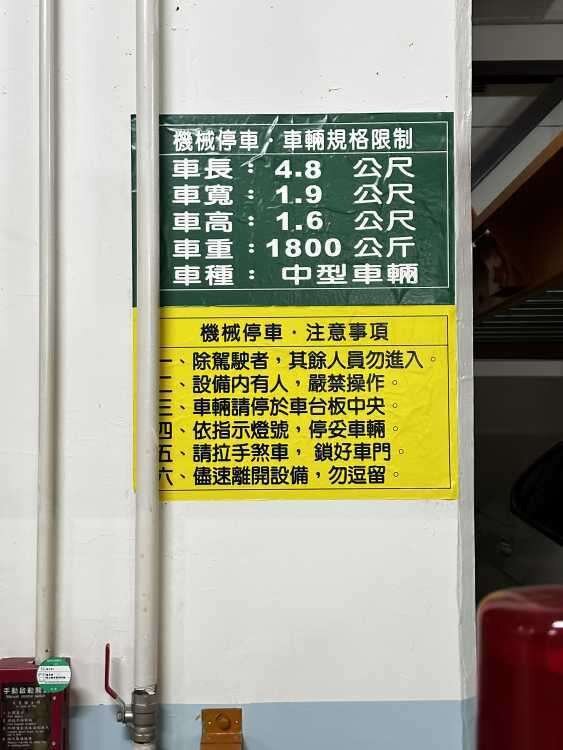 機械停車．車輛規格限制
車長： 4.8 公尺
車寬： 1.9 公尺
車高： 1.6 公尺
車重：1800 公斤
車種： 中型車輛
機械停車．注意事項
一、除駕駛者，其餘人員勿進入。
二、設備內有人，嚴禁操作。
三、車輛請停於車台板中央。
四、依指示燈號，停妥車輛。
五、請拉手煞車， 鎖好車門。
六、儘速離開設備，勿逗留。
手動啟動